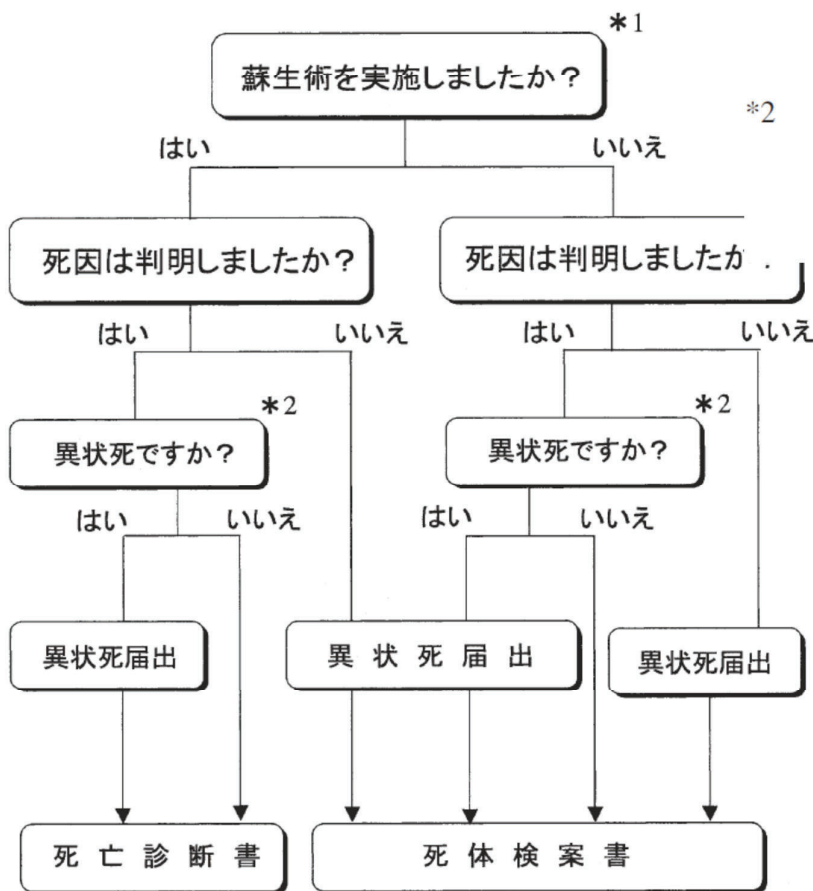 *1
蘇生術を実施しましたか？
*2
はい いいえ
死因は判明しましたか？ 死因は判明しましたか
はい いいえ はい いいえ
*2 *2
異状死ですか？ 異状死ですか？
はい いいえ はい いいえ
異状死届出 異状死届出 異状死届出
死亡診断書 死体検案書